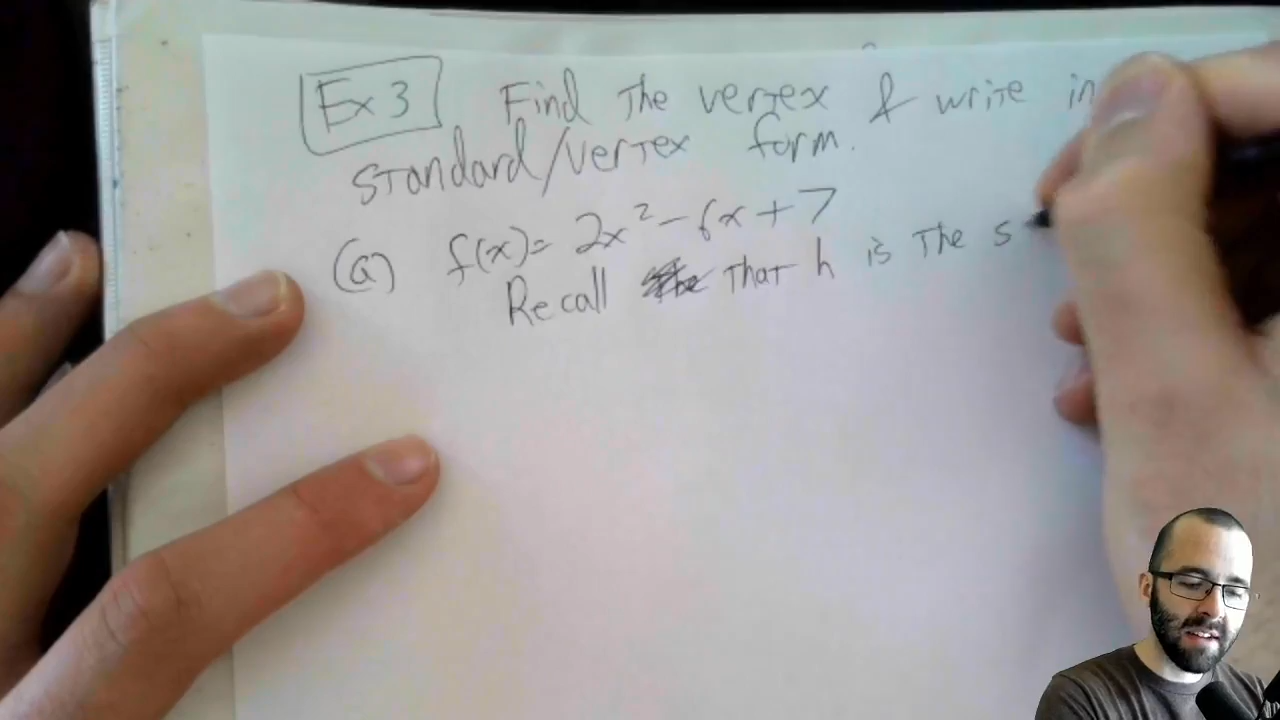 Ex 3 Find The vertex & write in
standard/vertex form.
(a) f(x)= 2x²-6x+7
Recall That h is The s